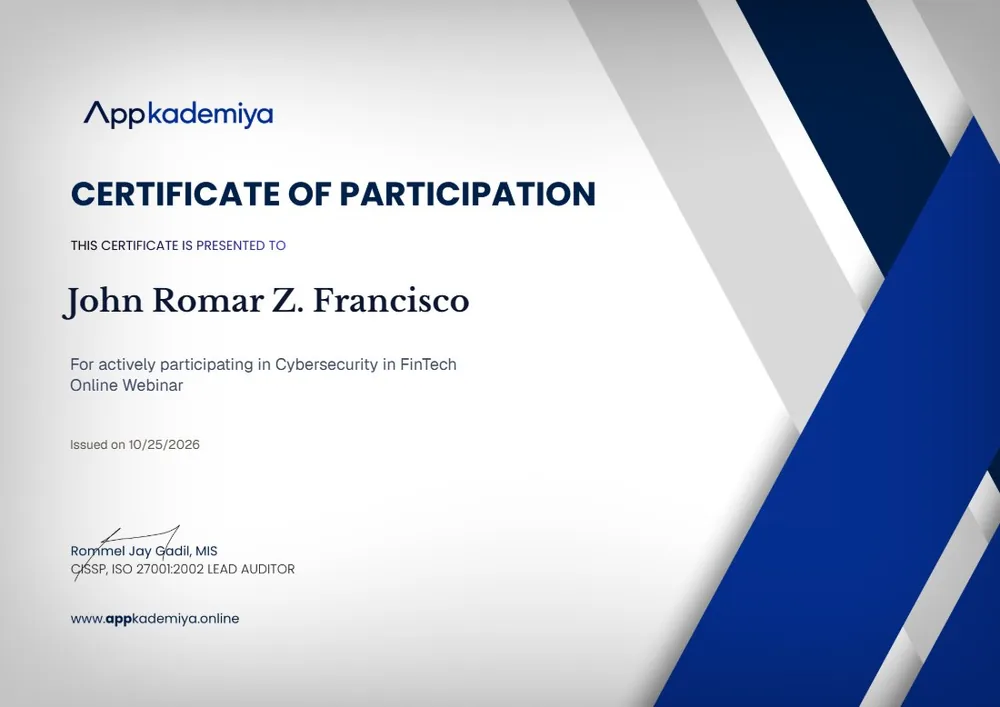 Appkademiya
CERTIFICATE OF PARTICIPATION
THIS CERTIFICATE IS PRESENTED TO
John Romar Z. Francisco
For actively participating in Cybersecurity in FinTech
Online Webinar
Issued on 10/25/2026
Rommel Jay Gadil, MIS
CISSP, ISO 27001:2002 LEAD AUDITOR
www.appkademiya.online